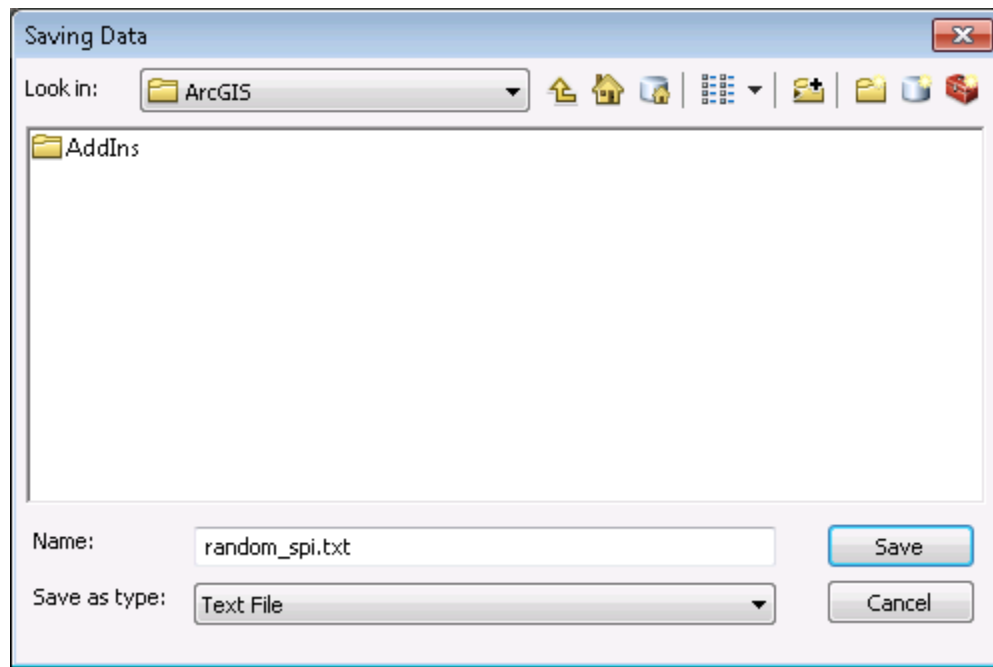 Saving Data
Look in: ArcGIS
AddIns
Name: random_spi.txt Save
Save as type: Text File Cancel